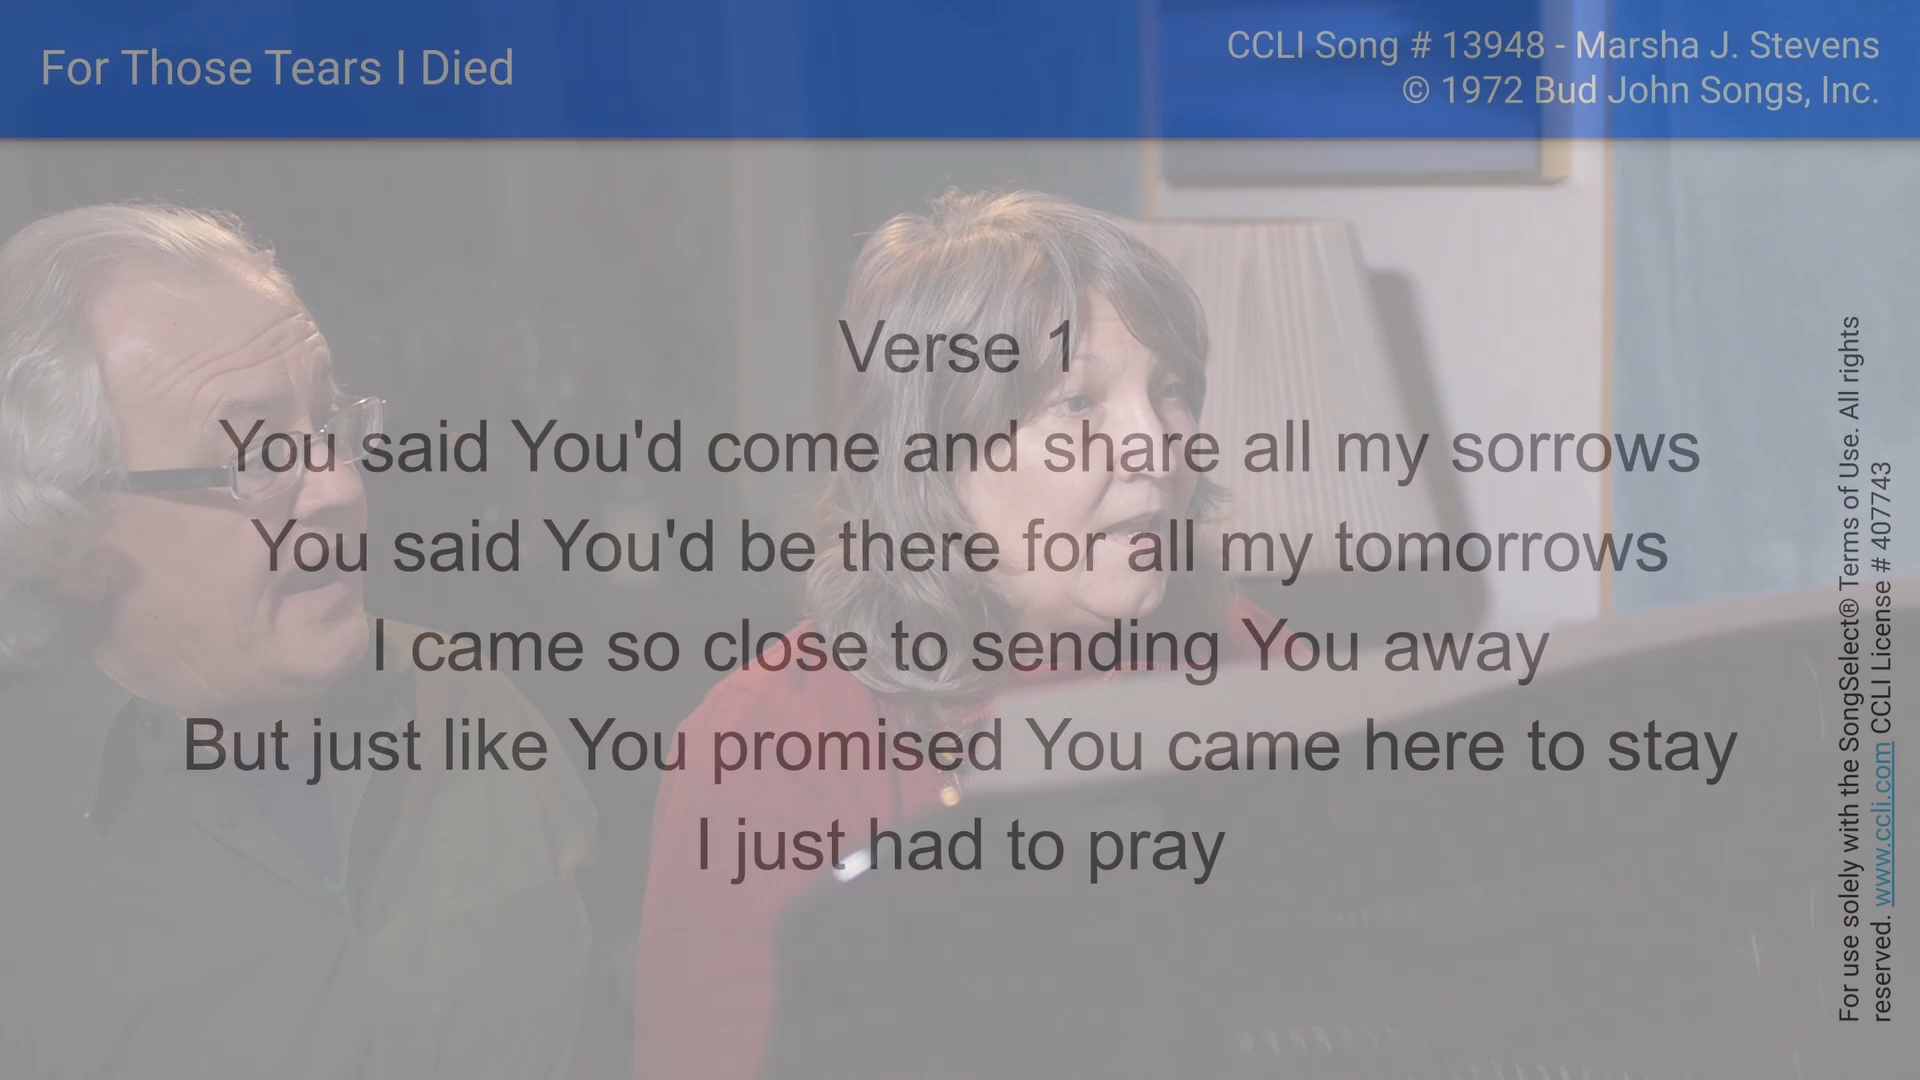 For Those Tears I Died
CCLI Song # 13948 - Marsha J. Stevens
© 1972 Bud John Songs, Inc.
Verse 1
You said You'd come and share all my sorrows
You said You'd be there for all my tomorrows
I came so close to sending You away
But just like You promised You came here to stay
I just had to pray
For use solely with the SongSelect® Terms of Use. All rights
reserved. www.ccli.com CCLI License # 407743